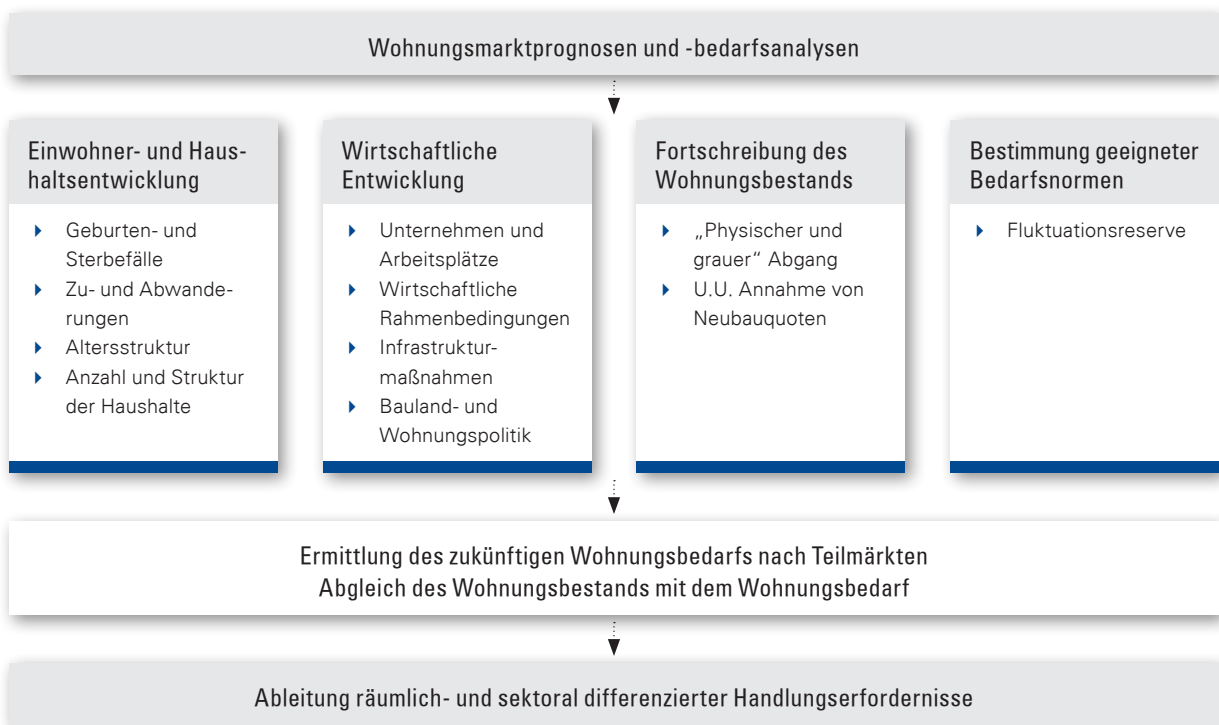 Wohnungsmarktprognosen und -bedarfsanalysen
Einwohner- und Haus-
haltsentwicklung
Geburten- und
Sterbefälle
Zu- und Abwande-
rungen
Altersstruktur
Anzahl und Struktur
der Haushalte
Wirtschaftliche
Entwicklung
Unternehmen und
Arbeitsplätze
Wirtschaftliche
Rahmenbedingungen
Infrastruktur-
maßnahmen
Bauland- und
Wohnungspolitik
Fortschreibung des
Wohnungsbestands
„Physischer und
grauer“ Abgang
U.U. Annahme von
Neubauquoten
Bestimmung geeigneter
Bedarfsnormen
Fluktuationsreserve
Ermittlung des zukünftigen Wohnungsbedarfs nach Teilmärkten
Abgleich des Wohnungsbestands mit dem Wohnungsbedarf
Ableitung räumlich- und sektoral differenzierter Handlungserfordernisse